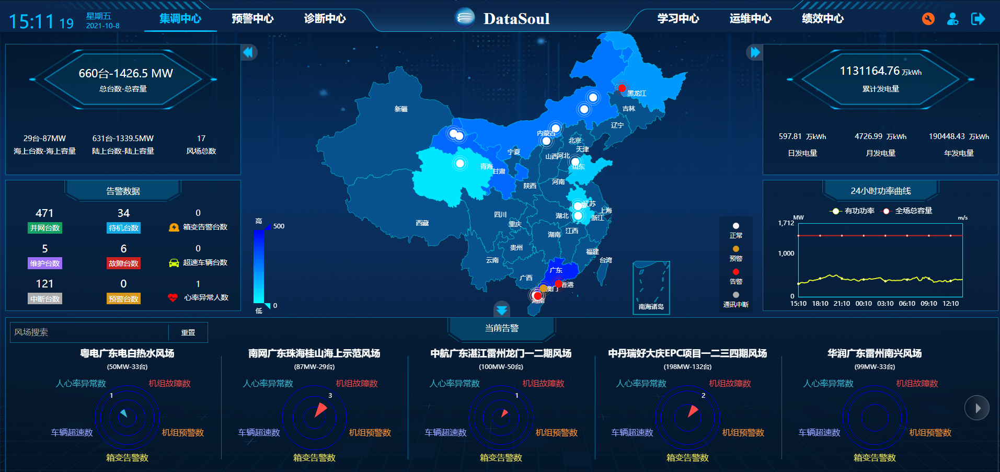 15:11 19
星期五
2021-10-8
集调中心
预警中心
诊断中心
DataSoul
学习中心
运维中心
绩效中心
660台-1426.5 MW
总台数-总容量
29台-87MW
海上台数-海上容量
631台-1339.5MW
陆上台数-陆上容量
17
风场总数
告警数据
471
并网台数
34
待机台数
0
箱变告警台数
5
维护台数
6
故障台数
0
超速车辆台数
121
中断台数
0
预警台数
1
心率异常人数
高
500
0
低
黑龙江
吉林
辽宁
新疆
内蒙古
北京
天津
宁夏
山西
河北
山东
青海
甘肃
陕西
河南
江苏
上海
四川
湖北
浙江
西藏
重庆
江西
湖南
贵州
福建
云南
台湾
广东
广西
香港
澳门
海南
南海诸岛
正常
预警
告警
通讯中断
1131164.76 万kWh
累计发电量
597.81 万kWh
日发电量
4726.99 万kWh
月发电量
190448.43 万kWh
年发电量
24小时功率曲线
有功功率
全场总容量
MW
m/s
1,712
1,000
0
15:10 18:10 21:10 00:10 03:10 06:10 09:10 12:10
当前告警
风场搜索
重置
粤电广东电白热水风场
(50MW-33台)
人心率异常数
机组故障数
1
车辆超速数
机组预警数
箱变告警数
南网广东珠海桂山海上示范风场
(87MW-29台)
人心率异常数
机组故障数
3
车辆超速数
机组预警数
箱变告警数
中航广东湛江雷州龙门一二期风场
(100MW-50台)
人心率异常数
机组故障数
1
车辆超速数
机组预警数
箱变告警数
中丹瑞好大庆EPC项目一二三四期风场
(198MW-132台)
人心率异常数
机组故障数
2
车辆超速数
机组预警数
箱变告警数
华润广东雷州南兴风场
(99MW-33台)
人心率异常数
机组故障数
车辆超速数
机组预警数
箱变告警数